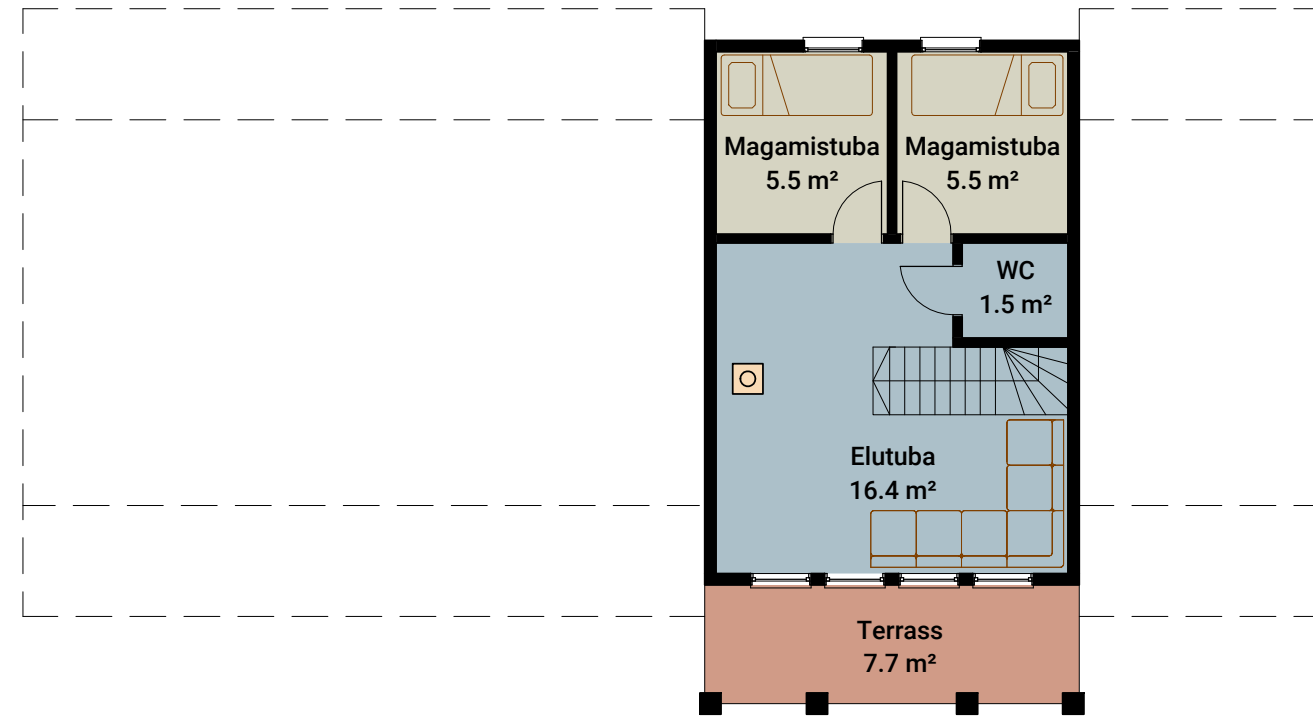 Magamistuba
5.5 m²
Magamistuba
5.5 m²
WC
1.5 m²
Elutuba
16.4 m²
Terrass
7.7 m²